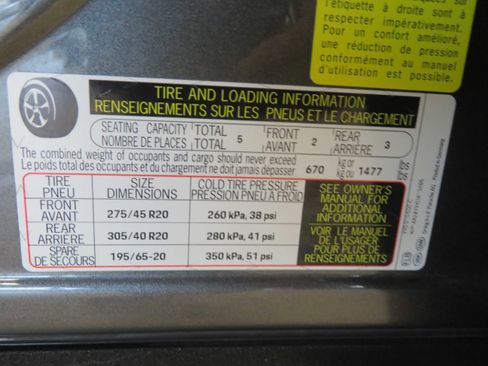 l'étiquette à droite sont à
respecter impérativement.
Pour un confort amélioré,
une réduction de pression
conformément au manuel
d'utilisation est possible.
TIRE AND LOADING INFORMATION
RENSEIGNEMENTS SUR LES PNEUS ET LE CHARGEMENT
SEATING CAPACITY TOTAL 5 FRONT 2 REAR 3
NOMBRE DE PLACES TOTAL AVANT ARRIÈRE
The combined weight of occupants and cargo should never exceed 670 kg or 1477 lbs
Le poids total des occupants et du chargement ne doit jamais dépasser kg or lbs
TIRE SIZE COLD TIRE PRESSURE
PNEU DIMENSIONS PRESSION PNEU À FROID
FRONT AVANT 275/45 R20 260 kPa, 38 psi
REAR ARRIÈRE 305/40 R20 280 kPa, 41 psi
SPARE DE SECOURS 195/65-20 350 kPa, 51 psi
SEE OWNER'S
MANUAL FOR
ADDITIONAL
INFORMATION
VOIR LE MANUEL
DE L'USAGER
POUR PLUS DE
RENSEIGNEMENTS